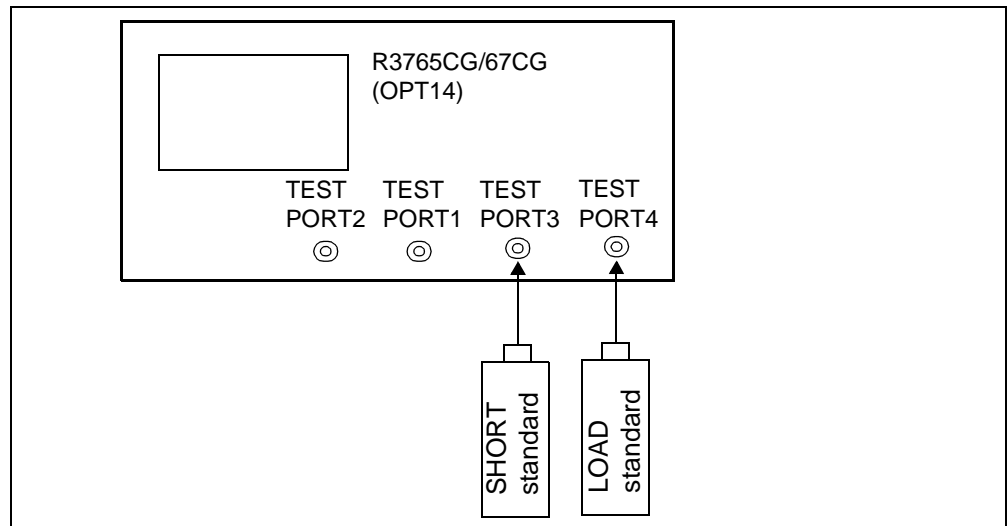 R3765CG/67CG
(OPT14)
TEST
PORT2
TEST
PORT1
TEST
PORT3
TEST
PORT4
SHORT
standard
LOAD
standard